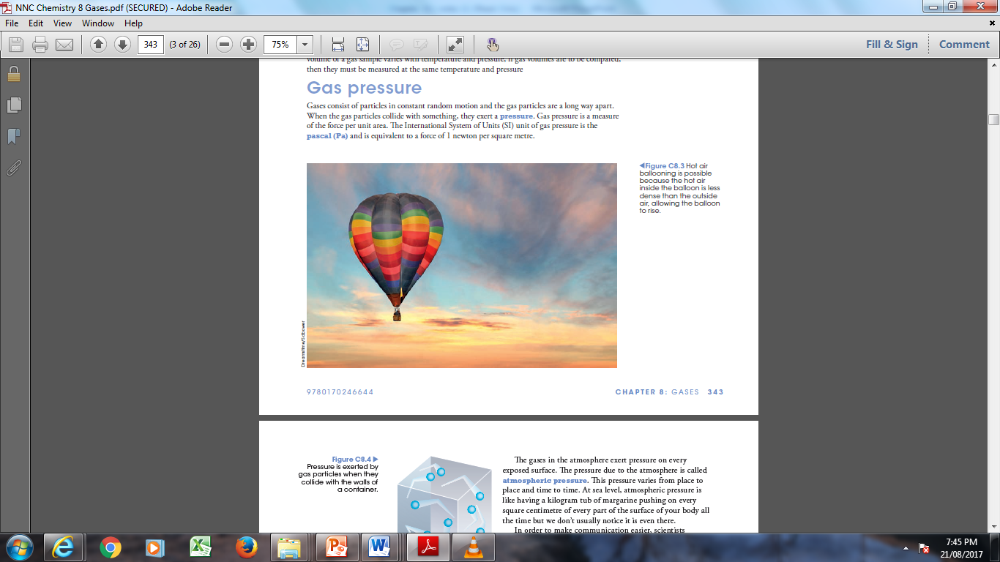 NNC Chemistry 8 Gases.pdf (SECURED) - Adobe Reader
File Edit View Window Help
343 (3 of 26) 75% Fill & Sign Comment
volume of a gas sample varies with temperature and pressure, if gas volumes are to be compared,
then they must be measured at the same temperature and pressure
Gas pressure
Gases consist of particles in constant random motion and the gas particles are a long way apart.
When the gas particles collide with something, they exert a pressure. Gas pressure is a measure
of the force per unit area. The International System of Units (SI) unit of gas pressure is the
pascal (Pa) and is equivalent to a force of 1 newton per square metre.
◀Figure C8.3 Hot air
ballooning is possible
because the hot air
inside the balloon is less
dense than the outside
air, allowing the balloon
to rise.
Dreamstime/Sdbower
9780170246644
CHAPTER 8: GASES 343
Figure C8.4 ▶
Pressure is exerted by
gas particles when they
collide with the walls of
a container.
The gases in the atmosphere exert pressure on every
exposed surface. The pressure due to the atmosphere is called
atmospheric pressure. This pressure varies from place to
place and time to time. At sea level, atmospheric pressure is
like having a kilogram tub of margarine pushing on every
square centimetre of every part of the surface of your body all
the time but we don't usually notice it is even there.
In order to make communication easier, scientists
7:45 PM
21/08/2017